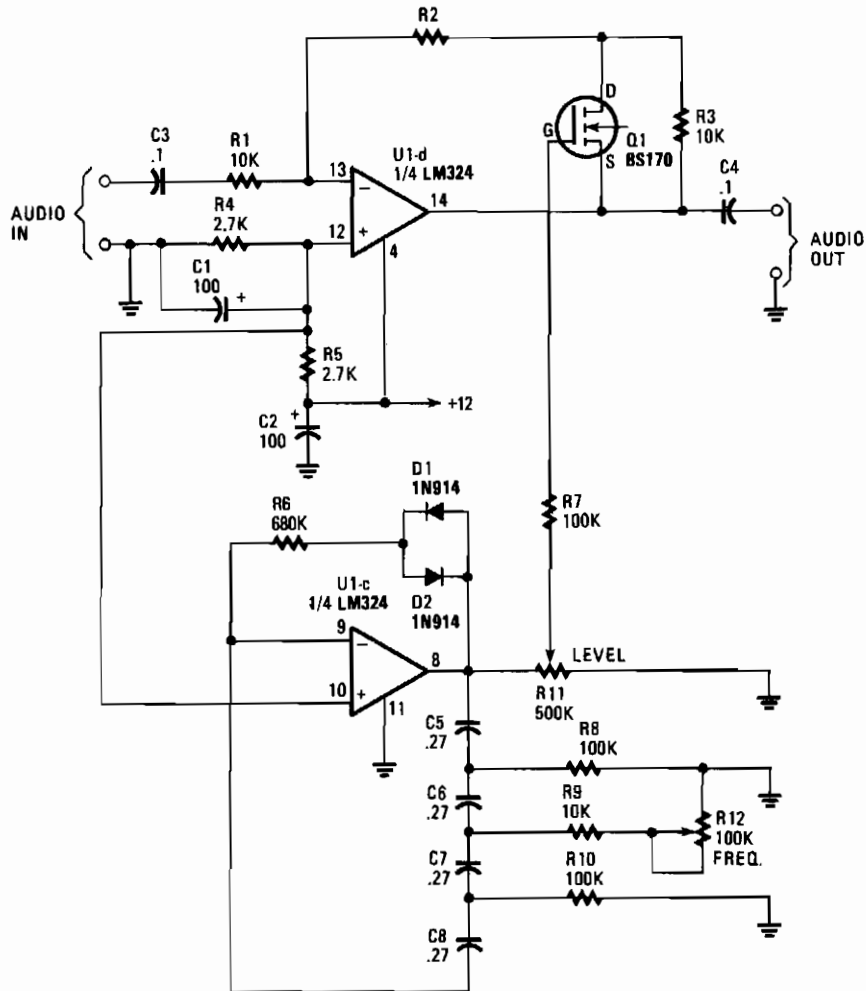 R2
D
G
S
Q1
BS170
R3
10K
C3
.1
R1
10K
U1-d
1/4 LM324
13
−
12
+
14
4
C4
.1
AUDIO
IN
R4
2.7K
AUDIO
OUT
C1
100
+
R5
2.7K
+12
C2
100
+
D1
1N914
R6
680K
R7
100K
U1-c
1/4 LM324
D2
1N914
9
−
10
+
8
11
LEVEL
R11
500K
C5
.27
R8
100K
C6
.27
R9
10K
R12
100K
FREQ.
C7
.27
R10
100K
C8
.27